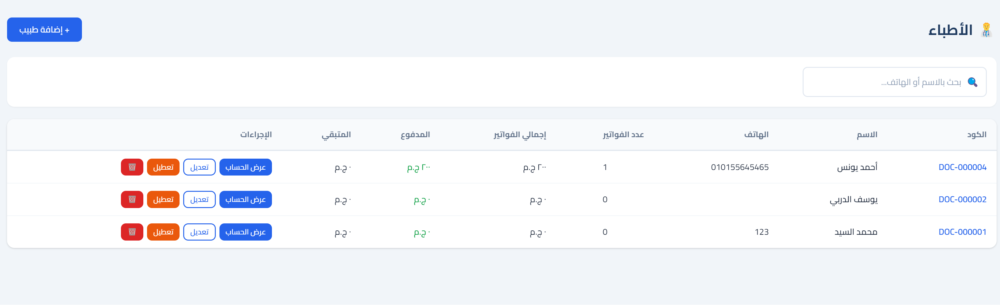 الأطباء
+ إضافة طبيب
بحث بالاسم أو الهاتف...
الكود الاسم الهاتف عدد الفواتير إجمالي الفواتير المدفوع المتبقي الإجراءات
DOC-000004 أحمد يونس 010155645465 1 ٢٠٠ ج.م ٢٠٠ ج.م ٠ ج.م عرض الحساب تعديل تعطيل
DOC-000002 يوسف الدربي 0 ٠ ج.م ٠ ج.م ٠ ج.م عرض الحساب تعديل تعطيل
DOC-000001 محمد السيد 123 0 ٠ ج.م ٠ ج.م ٠ ج.م عرض الحساب تعديل تعطيل